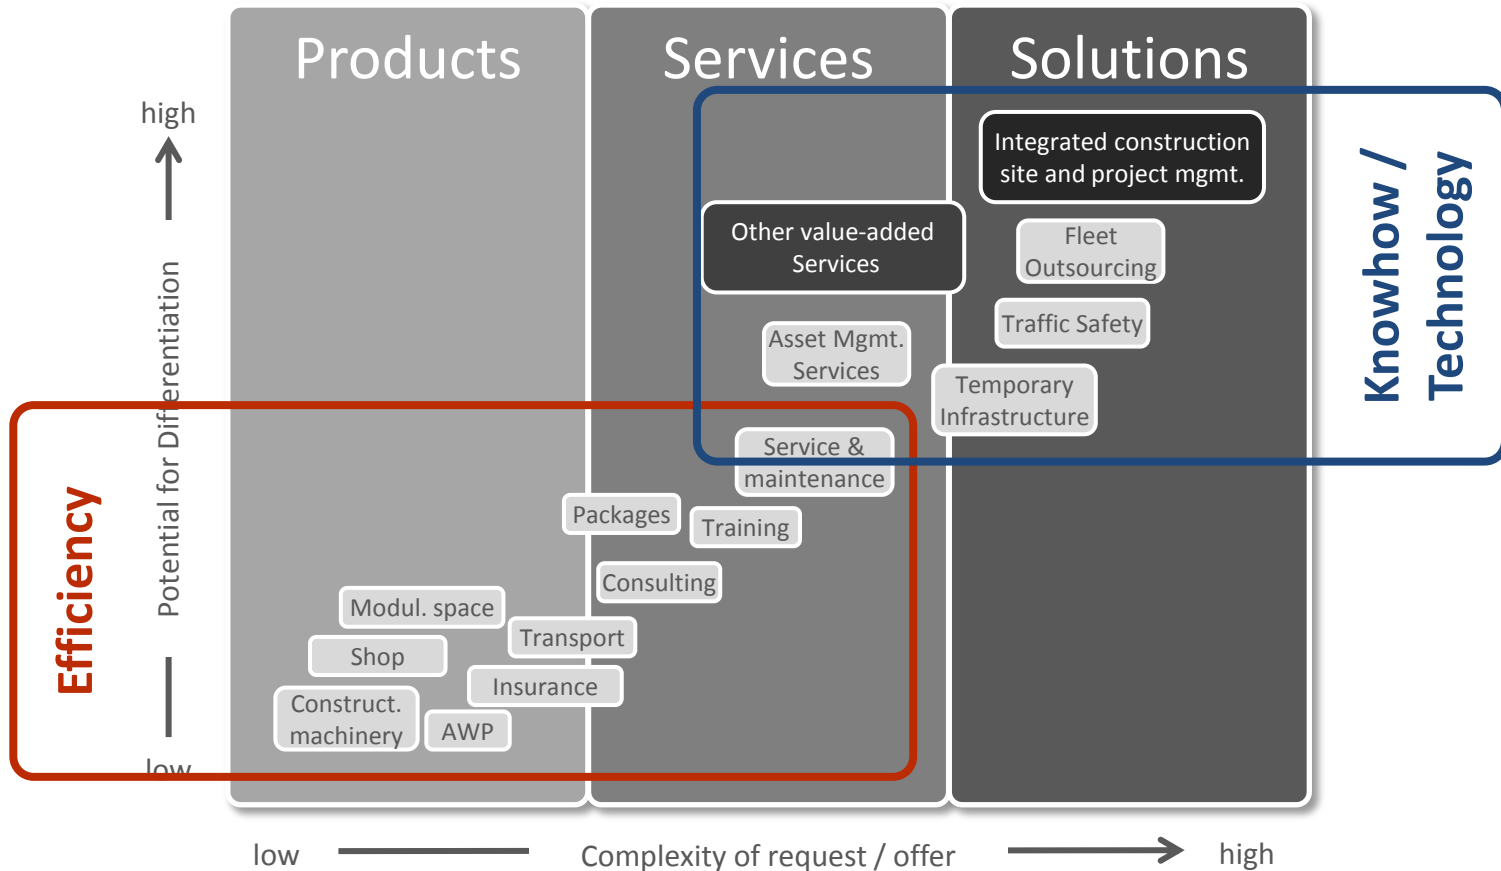 Products
Services
Solutions
high
Potential for Differentiation
low
Efficiency
Knowhow /
Technology
Integrated construction
site and project mgmt.
Other value-added
Services
Fleet
Outsourcing
Traffic Safety
Asset Mgmt.
Services
Temporary
Infrastructure
Service &
maintenance
Packages
Training
Consulting
Modul. space
Transport
Shop
Insurance
Construct.
machinery
AWP
low
Complexity of request / offer
high